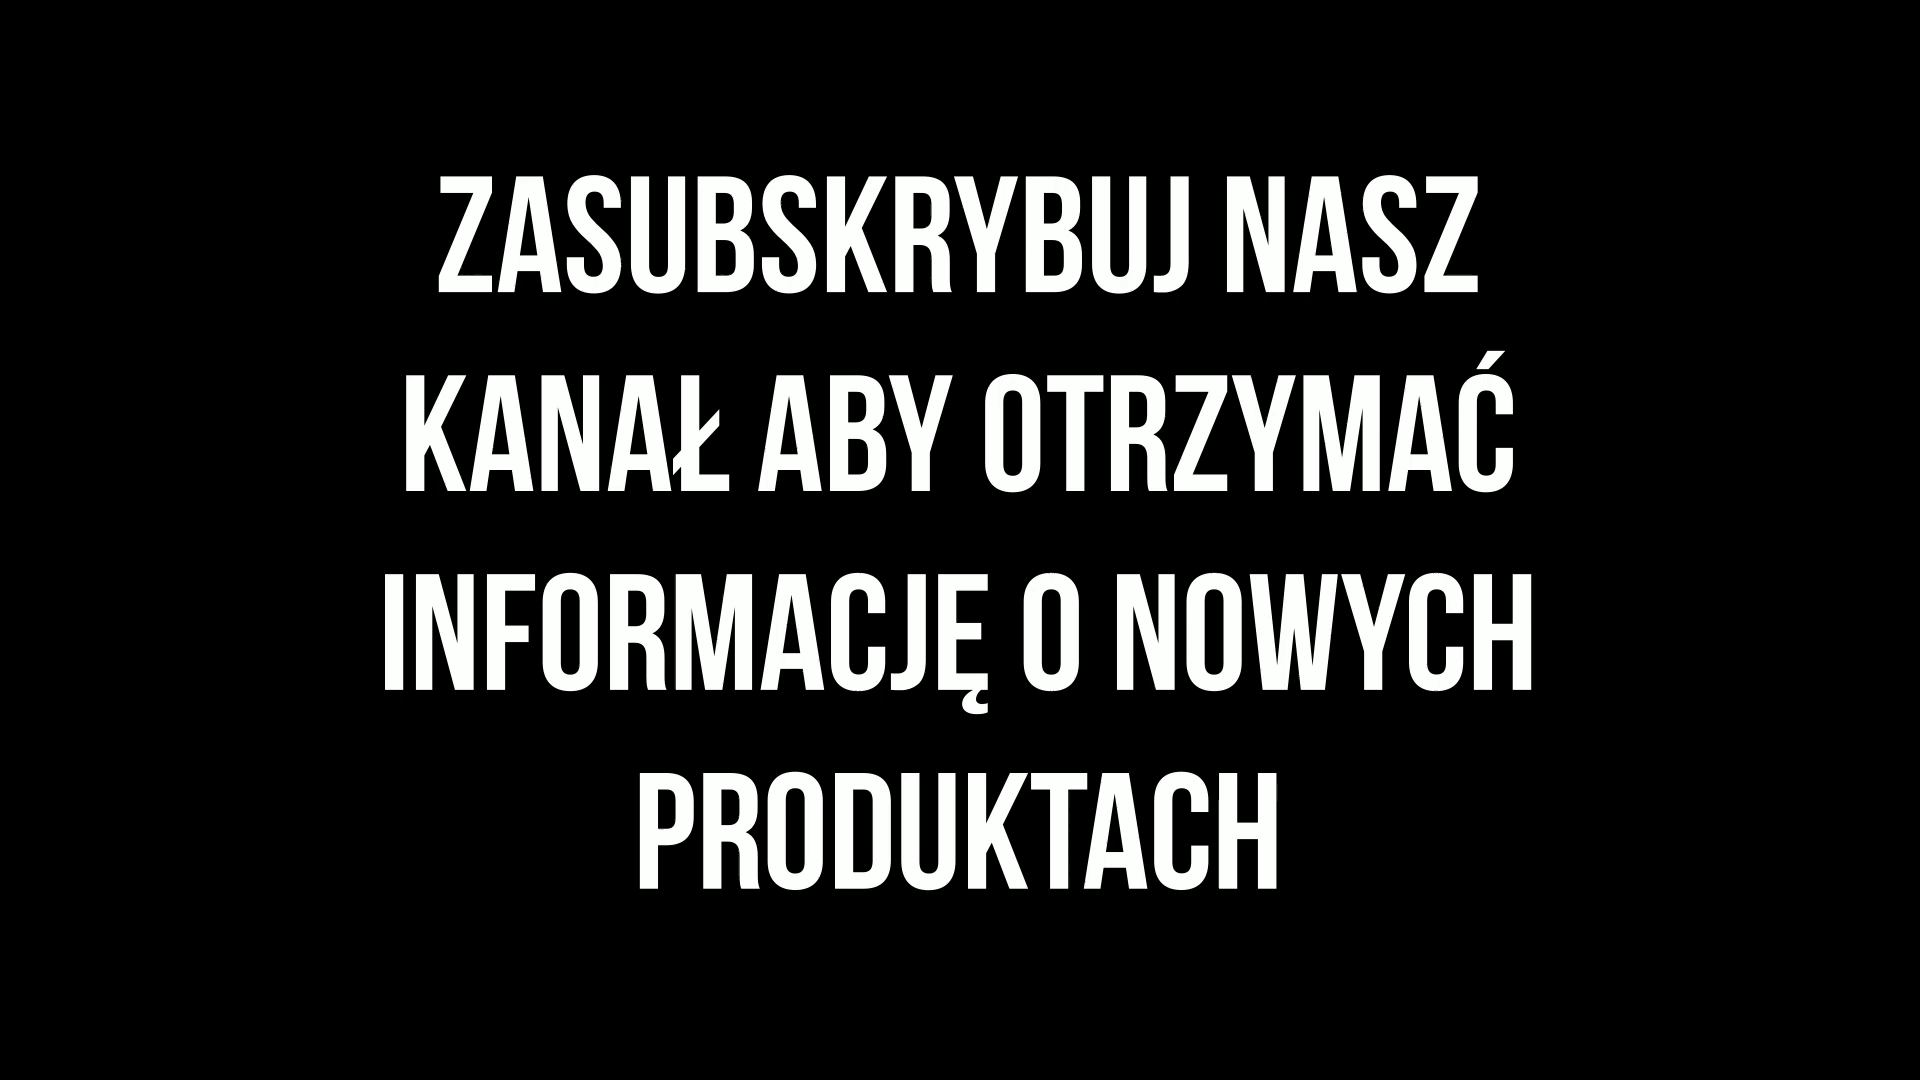 ZASUBSKRYBUJ NASZ
KANAŁ ABY OTRZYMAĆ
INFORMACJĘ O NOWYCH
PRODUKTACH